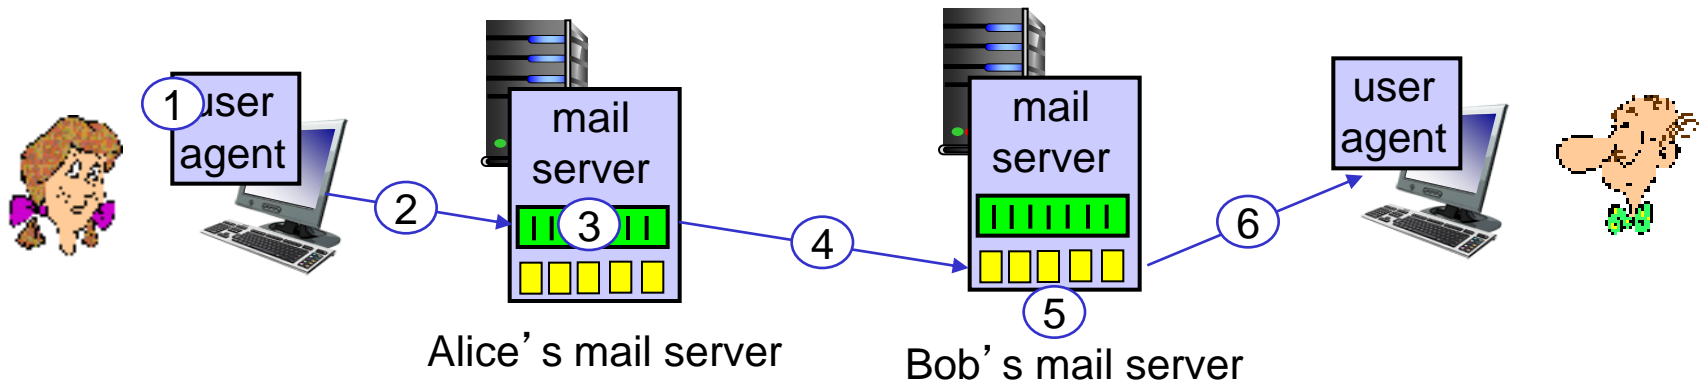 1
user
agent
2
mail
server
3
Alice’s mail server
4
mail
server
5
Bob’s mail server
6
user
agent